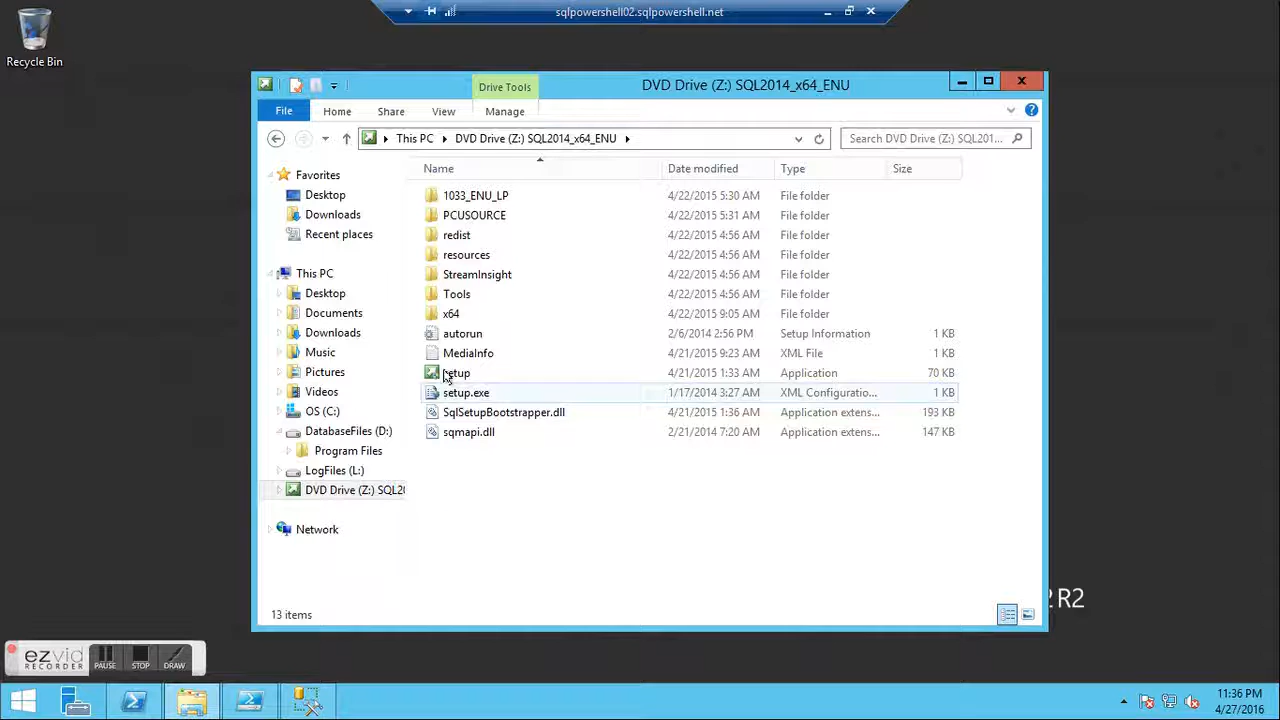 sqlpowershell02.sqlpowershell.net
Recycle Bin
Drive Tools
DVD Drive (Z:) SQL2014_x64_ENU
File
Home
Share
View
Manage
This PC
DVD Drive (Z:) SQL2014_x64_ENU
Search DVD Drive (Z:) SQL201...
Name
Date modified
Type
Size
Favorites
Desktop
Downloads
Recent places
This PC
Desktop
Documents
Downloads
Music
Pictures
Videos
OS (C:)
DatabaseFiles (D:)
Program Files
LogFiles (L:)
DVD Drive (Z:) SQL20
Network
1033_ENU_LP 4/22/2015 5:30 AM File folder
PCUSOURCE 4/22/2015 5:31 AM File folder
redist 4/22/2015 4:56 AM File folder
resources 4/22/2015 4:56 AM File folder
StreamInsight 4/22/2015 4:56 AM File folder
Tools 4/22/2015 4:56 AM File folder
x64 4/22/2015 9:05 AM File folder
autorun 2/6/2014 2:56 PM Setup Information 1 KB
MediaInfo 4/21/2015 9:23 AM XML File 1 KB
setup 4/21/2015 1:33 AM Application 70 KB
setup.exe 1/17/2014 3:27 AM XML Configuratio... 1 KB
SqlSetupBootstrapper.dll 4/21/2015 1:36 AM Application extens... 193 KB
sqmapi.dll 2/21/2014 7:20 AM Application extens... 147 KB
13 items
2 R2
ezvid
RECORDER
PAUSE
STOP
DRAW
11:36 PM
4/27/2016